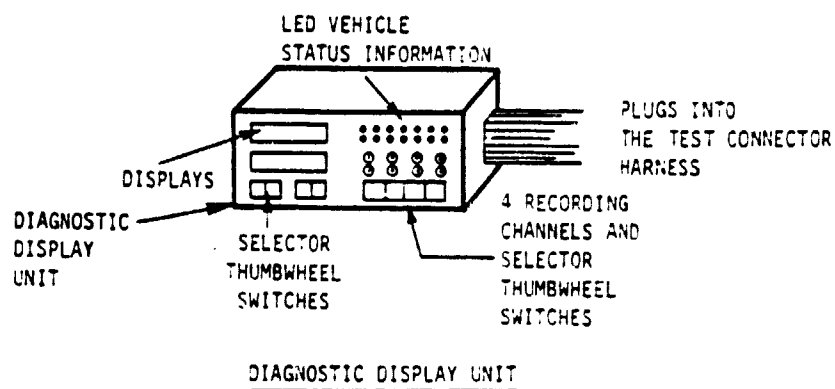 LED VEHICLE
STATUS INFORMATION
PLUGS INTO
THE TEST CONNECTOR
HARNESS
DISPLAYS
DIAGNOSTIC
DISPLAY
UNIT
SELECTOR
THUMBWHEEL
SWITCHES
4 RECORDING
CHANNELS AND
SELECTOR
THUMBWHEEL
SWITCHES
DIAGNOSTIC DISPLAY UNIT